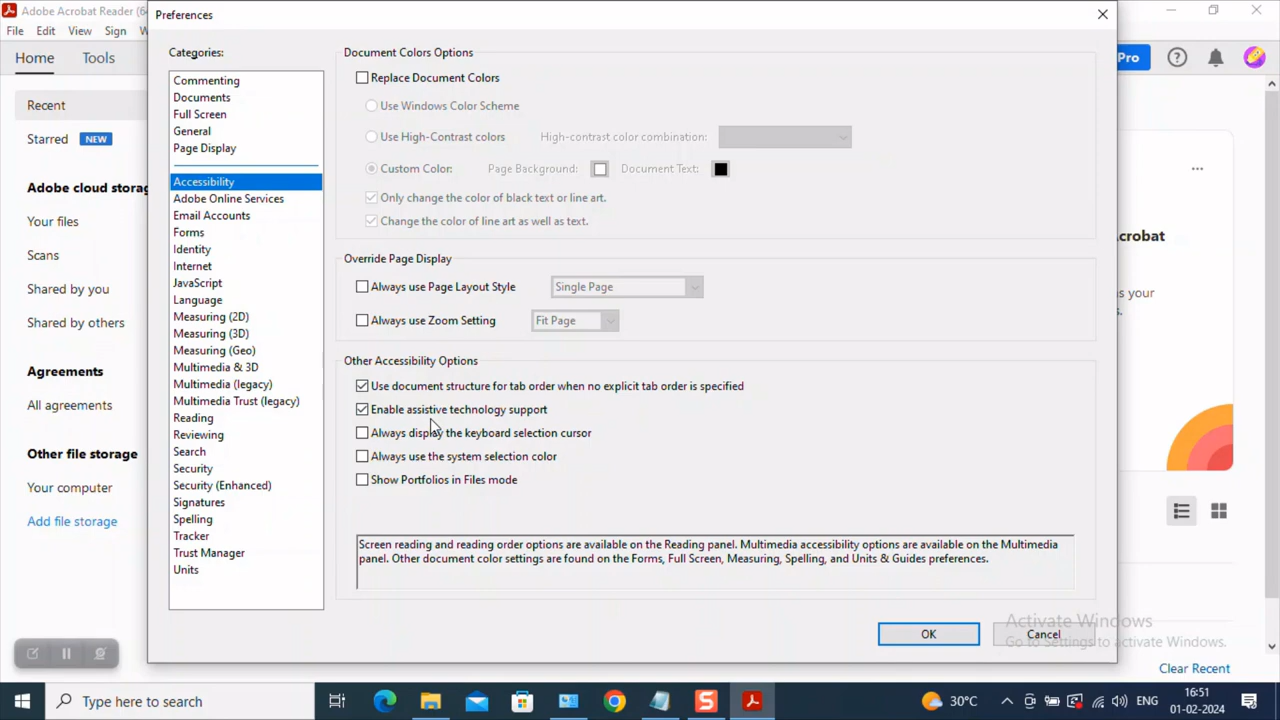 Adobe Acrobat Reader (64
Preferences
File Edit View Sign W
Home Tools
Pro
Recent
Starred NEW
Adobe cloud storag
Your files
Scans
Shared by you
Shared by others
Agreements
All agreements
Other file storage
Your computer
Add file storage
Categories:
Commenting
Documents
Full Screen
General
Page Display
Accessibility
Adobe Online Services
Email Accounts
Forms
Identity
Internet
JavaScript
Language
Measuring (2D)
Measuring (3D)
Measuring (Geo)
Multimedia & 3D
Multimedia (legacy)
Multimedia Trust (legacy)
Reading
Reviewing
Search
Security
Security (Enhanced)
Signatures
Spelling
Tracker
Trust Manager
Units
Document Colors Options
Replace Document Colors
Use Windows Color Scheme
Use High-Contrast colors High-contrast color combination:
Custom Color: Page Background: Document Text:
Only change the color of black text or line art.
Change the color of line art as well as text.
Override Page Display
Always use Page Layout Style Single Page
Always use Zoom Setting Fit Page
Other Accessibility Options
Use document structure for tab order when no explicit tab order is specified
Enable assistive technology support
Always display the keyboard selection cursor
Always use the system selection color
Show Portfolios in Files mode
Screen reading and reading order options are available on the Reading panel. Multimedia accessibility options are available on the Multimedia
panel. Other document color settings are found on the Forms, Full Screen, Measuring, Spelling, and Units & Guides preferences.
OK Cancel
crobat
s your
Activate Windows
Go to Settings to activate Windows.
Clear Recent
Type here to search
30°C
ENG
16:51
01-02-2024